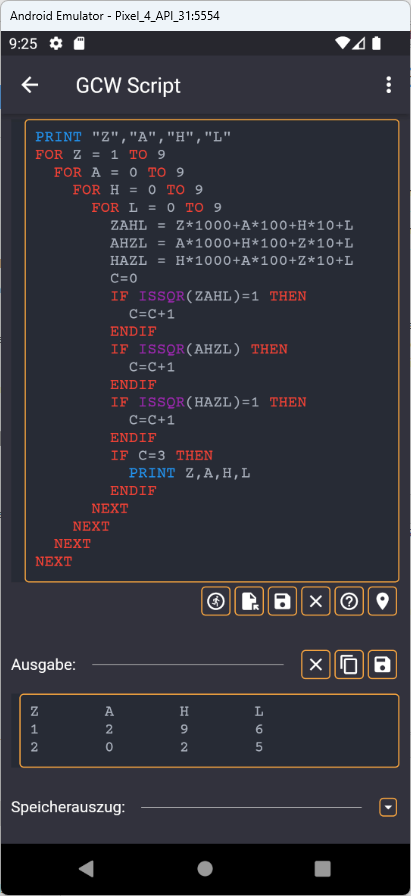 Android Emulator - Pixel_4_API_31:5554
9:25
GCW Script
PRINT "Z","A","H","L"
FOR Z = 1 TO 9
FOR A = 0 TO 9
FOR H = 0 TO 9
FOR L = 0 TO 9
ZAHL = Z*1000+A*100+H*10+L
AHZL = A*1000+H*100+Z*10+L
HAZL = H*1000+A*100+Z*10+L
C=0
IF ISSQR(ZAHL)=1 THEN
C=C+1
ENDIF
IF ISSQR(AHZL) THEN
C=C+1
ENDIF
IF ISSQR(HAZL)=1 THEN
C=C+1
ENDIF
IF C=3 THEN
PRINT Z,A,H,L
ENDIF
NEXT
NEXT
NEXT
NEXT
Ausgabe:
Z A H L
1 2 9 6
2 0 2 5
Speicherauszug: